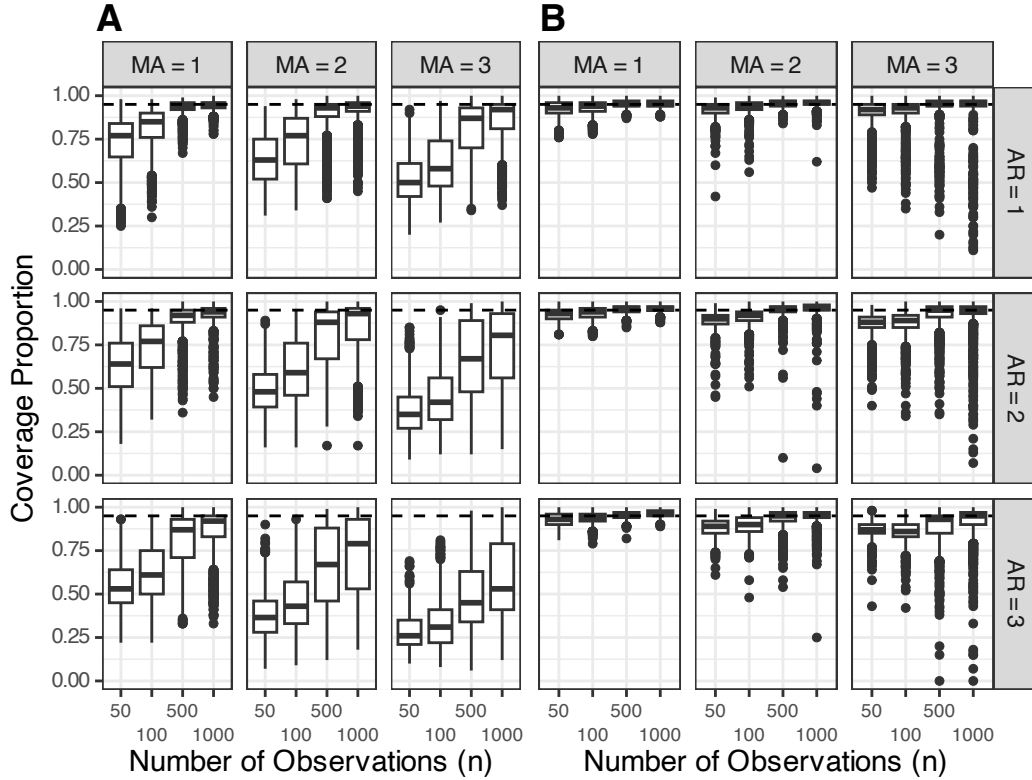 A B
MA = 1 MA = 2 MA = 3 MA = 1 MA = 2 MA = 3
1.00
0.75
0.50
0.25
0.00
AR = 1
1.00
0.75
0.50
0.25
0.00
AR = 2
1.00
0.75
0.50
0.25
0.00
AR = 3
Coverage Proportion
50 500 50 500 50 500 50 500 50 500 50 500
100 1000 100 1000 100 1000 100 1000 100 1000 100 1000
Number of Observations (n) Number of Observations (n)